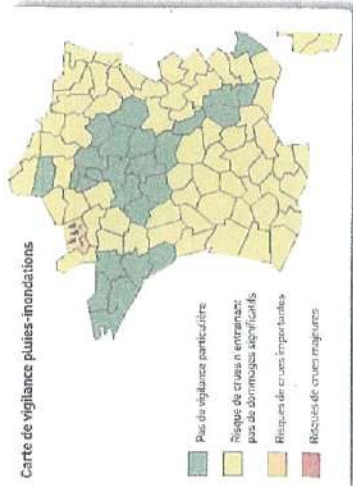 Carte de vigilance pluies-inondations
Pas de vigilance particulière
Risque de crues n'entraînant
pas de dommages significatifs
Risques de crues importantes
Risques de crues majeures